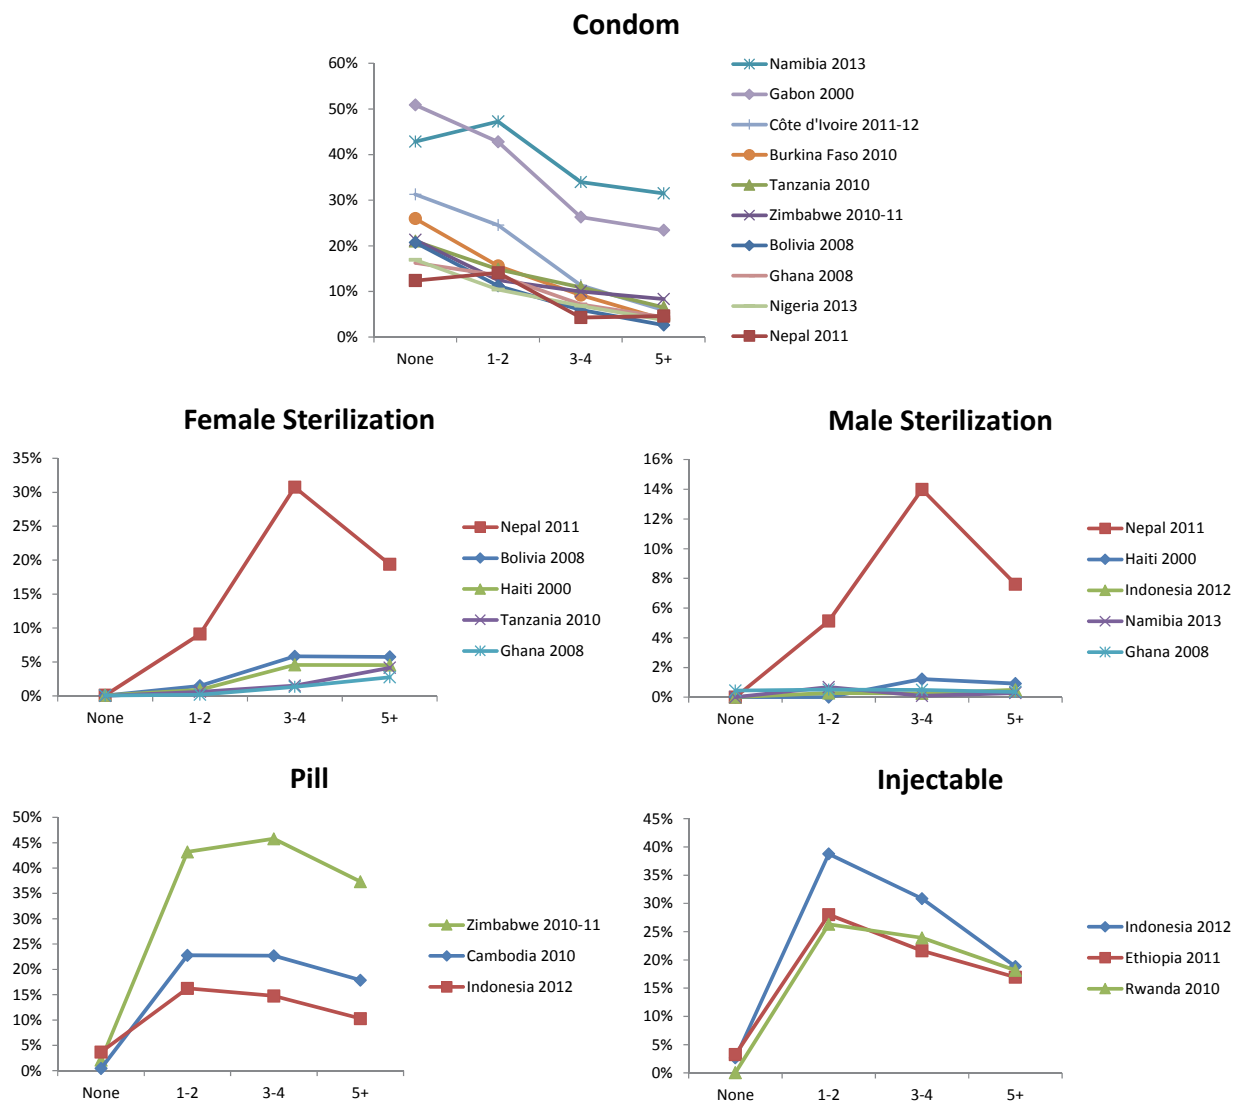 Condom
60%
50%
40%
30%
20%
10%
0%
None 1-2 3-4 5+
Namibia 2013
Gabon 2000
Côte d'Ivoire 2011-12
Burkina Faso 2010
Tanzania 2010
Zimbabwe 2010-11
Bolivia 2008
Ghana 2008
Nigeria 2013
Nepal 2011
Female Sterilization
35%
30%
25%
20%
15%
10%
5%
0%
None 1-2 3-4 5+
Nepal 2011
Bolivia 2008
Haiti 2000
Tanzania 2010
Ghana 2008
Male Sterilization
16%
14%
12%
10%
8%
6%
4%
2%
0%
None 1-2 3-4 5+
Nepal 2011
Haiti 2000
Indonesia 2012
Namibia 2013
Ghana 2008
Pill
50%
45%
40%
35%
30%
25%
20%
15%
10%
5%
0%
None 1-2 3-4 5+
Zimbabwe 2010-11
Cambodia 2010
Indonesia 2012
Injectable
45%
40%
35%
30%
25%
20%
15%
10%
5%
0%
None 1-2 3-4 5+
Indonesia 2012
Ethiopia 2011
Rwanda 2010